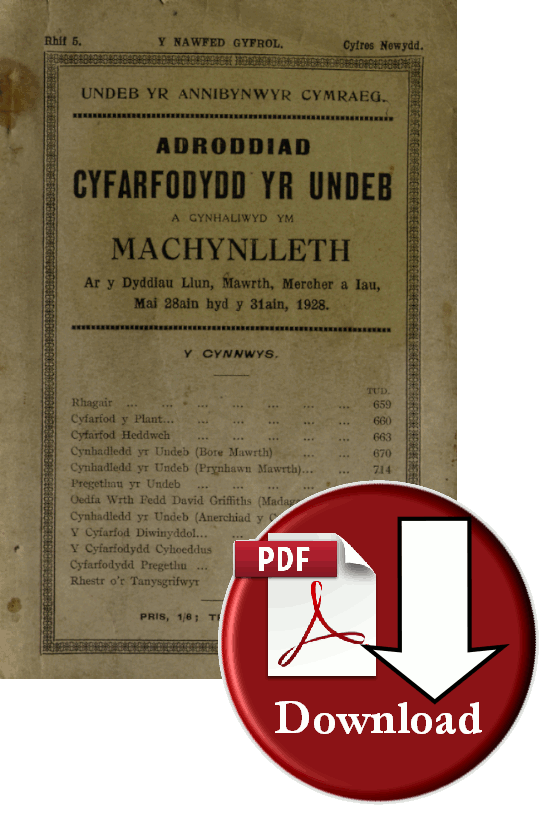 Rhif 5. Y NAWFED GYFROL. Cyfres Newydd.
UNDEB YR ANNIBYNWYR CYMRAEG.
ADRODDIAD
CYFARFODYDD YR UNDEB
A GYNHALIWYD YM
MACHYNLLETH
Ar y Dyddiau Llun, Mawrth, Mercher a Iau,
Mai 28ain hyd y 31ain, 1928.
Y CYNNWYS.
TUD.
Rhagair ... ... ... ... ... ... ... 659
Cyfarfod y Plant... ... ... ... ... ... 660
Cyfarfod Heddwch ... ... ... ... ... 663
Cynhadledd yr Undeb (Bore Mawrth) ... ... 670
Cynhadledd yr Undeb (Prynhawn Mawrth)... ... 714
Pregethau yr Undeb ... ... ... ...
Oedfa Wrth Fedd David Griffiths
Cynhadledd yr Undeb (Anerchiad y
Y Cyfarfod Diwinyddol... ...
Y Cyfarfodydd Cyhoeddus
Cyfarfodydd Pregethu ...
Rhestr o'r Tanysgrifwyr
PRIS, 1/6;
PDF
Download